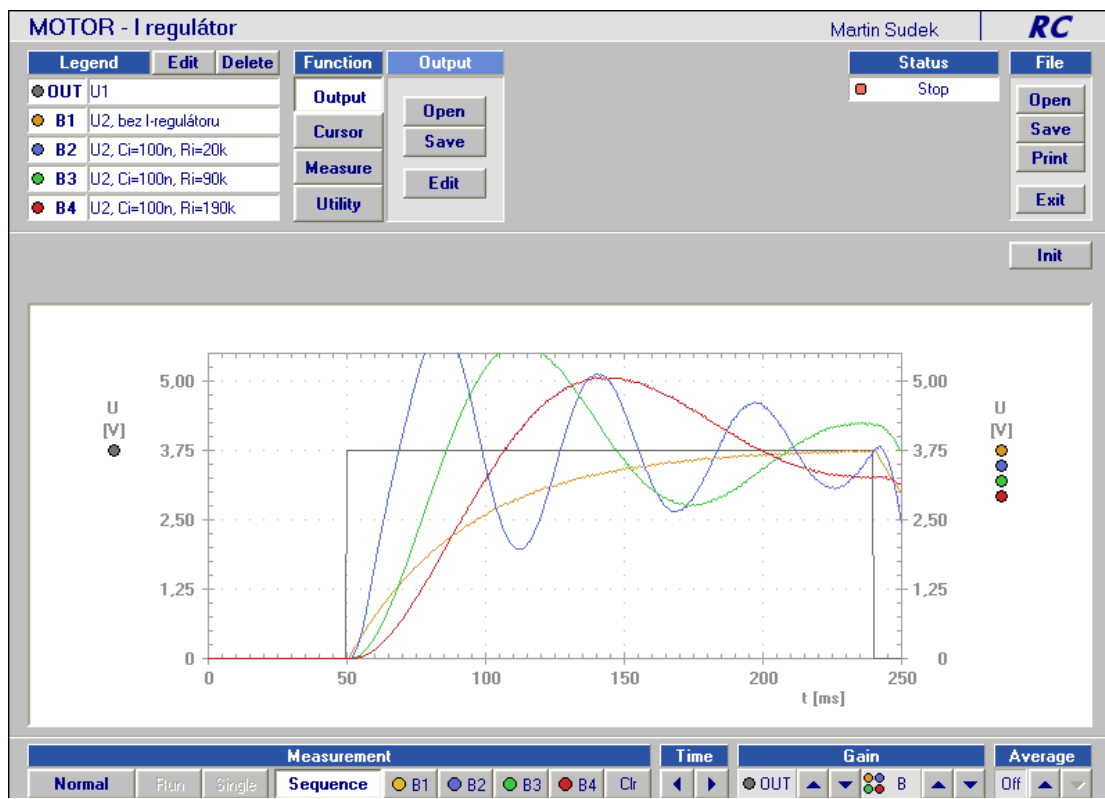 MOTOR - I regulátor Martin Sudek RC
Legend Edit Delete Function Output Status File
OUT U1 Output Stop
Open Open
B1 U2, bez I-regulátoru Cursor Save Save
B2 U2, Ci=100n, Ri=20k Measure Print
B3 U2, Ci=100n, Ri=90k Edit
B4 U2, Ci=100n, Ri=190k Utility Exit
Init
5,00 5,00
U U
[V] [V]
3,75 3,75
2,50 2,50
1,25 1,25
0 0
0 50 100 150 200 250
t [ms]
Measurement Time Gain Average
Normal Run Single Sequence B1 B2 B3 B4 Clr OUT B Off